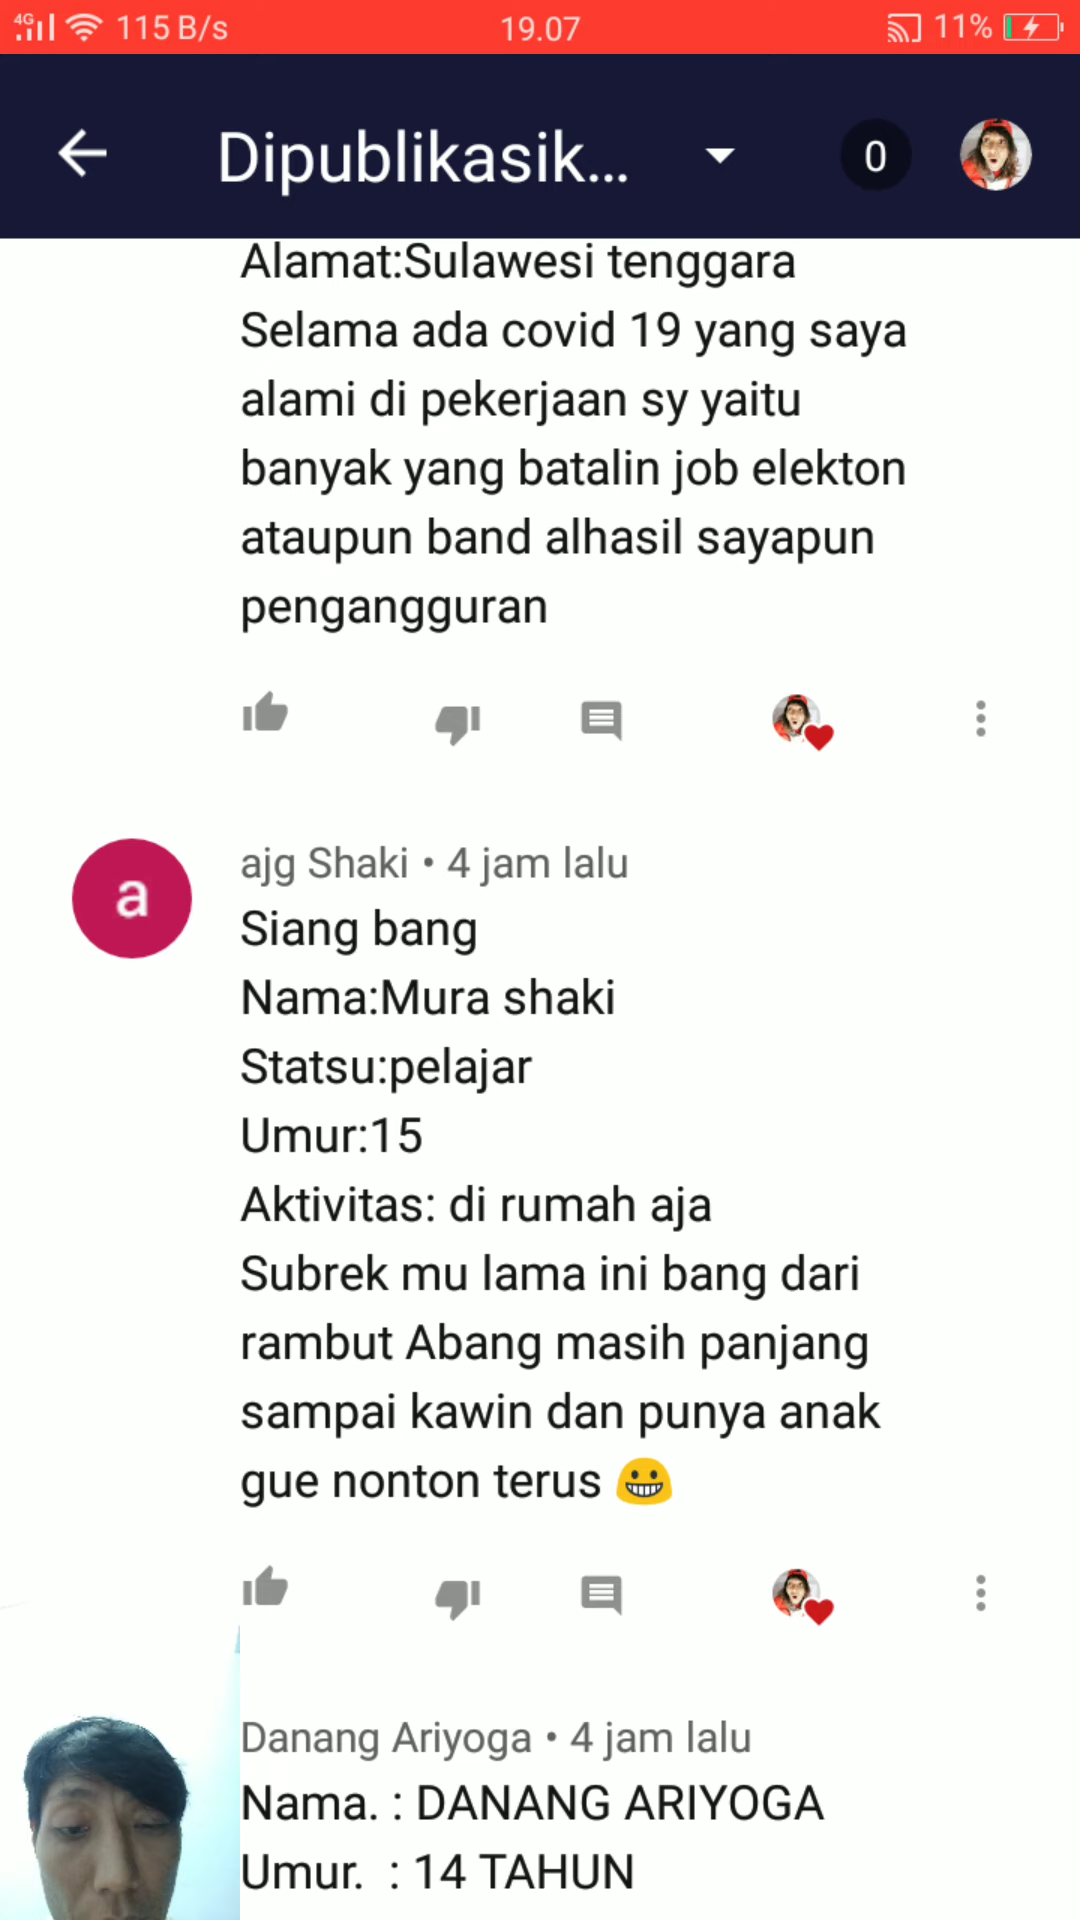 4G 115 B/s 19.07 11%
Dipublikasik... 0
Alamat:Sulawesi tenggara
Selama ada covid 19 yang saya
alami di pekerjaan sy yaitu
banyak yang batalin job elekton
ataupun band alhasil sayapun
pengangguran
ajg Shaki • 4 jam lalu
a
Siang bang
Nama:Mura shaki
Statsu:pelajar
Umur:15
Aktivitas: di rumah aja
Subrek mu lama ini bang dari
rambut Abang masih panjang
sampai kawin dan punya anak
gue nonton terus 😀
Danang Ariyoga • 4 jam lalu
Nama. : DANANG ARIYOGA
Umur.  : 14 TAHUN